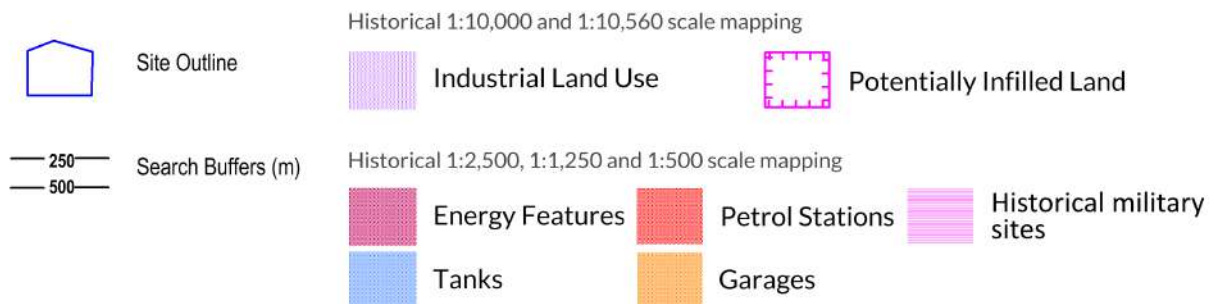 Historical 1:10,000 and 1:10,560 scale mapping
Site Outline
Industrial Land Use
Potentially Infilled Land
250
500
Search Buffers (m)
Historical 1:2,500, 1:1,250 and 1:500 scale mapping
Energy Features
Petrol Stations
Historical military
sites
Tanks
Garages